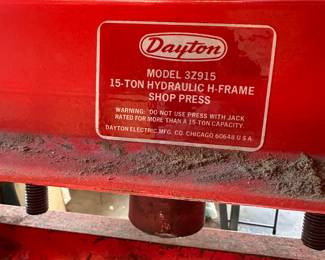 Dayton
MODEL 3Z915
15-TON HYDRAULIC H-FRAME
SHOP PRESS
WARNING: DO NOT USE PRESS WITH JACK
RATED FOR MORE THAN A 15-TON CAPACITY.
DAYTON ELECTRIC MFG. CO. CHICAGO 60648 U.S.A.